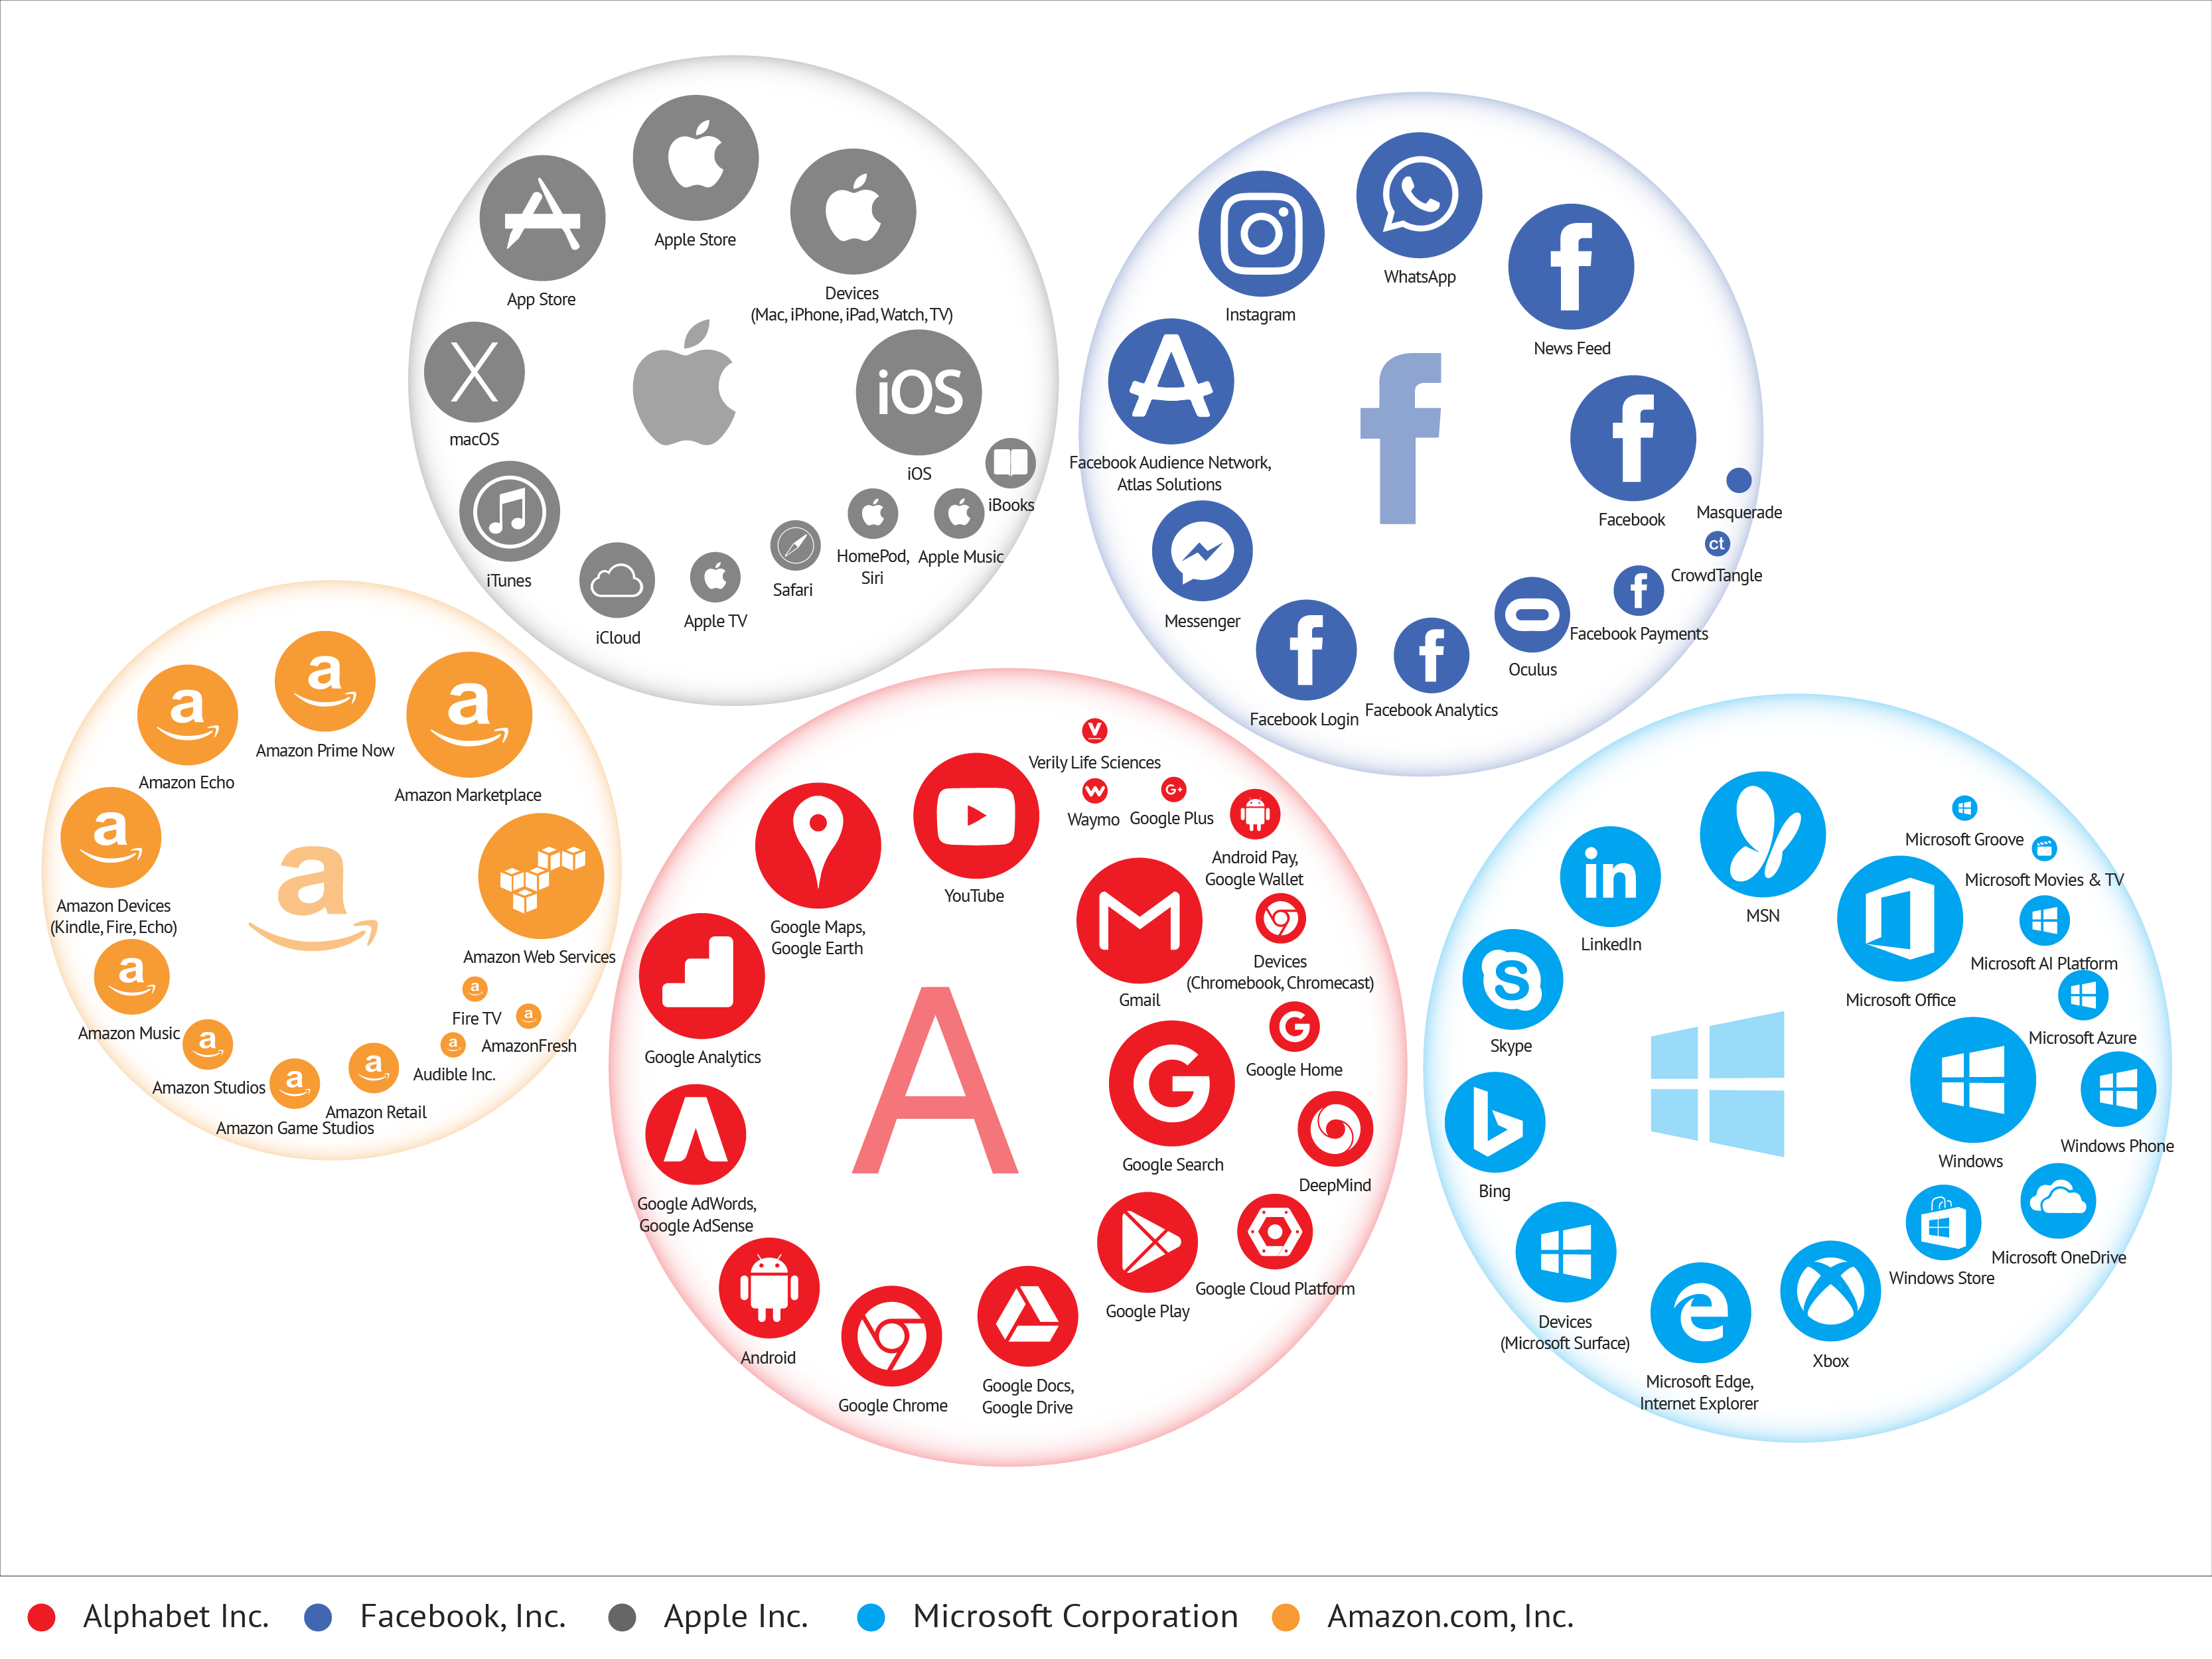 Apple Store
App Store
Devices
(Mac, iPhone, iPad, Watch, TV)
macOS
iOS
iOS
iBooks
iTunes
HomePod,
Siri
Apple Music
Safari
Apple TV
iCloud
WhatsApp
Instagram
News Feed
Facebook Audience Network,
Atlas Solutions
Facebook
Masquerade
ct
CrowdTangle
Messenger
Facebook Payments
Oculus
Facebook Login
Facebook Analytics
a
Amazon Prime Now
a
Amazon Echo
a
Amazon Marketplace
a
Amazon Devices
(Kindle, Fire, Echo)
a
Amazon Web Services
a
Amazon Music
a
Fire TV
a
AmazonFresh
a
Audible Inc.
a
Amazon Studios
a
Amazon Retail
a
Amazon Game Studios
Verily Life Sciences
Waymo
G+
Google Plus
YouTube
Google Maps,
Google Earth
Android Pay,
Google Wallet
Gmail
Devices
(Chromebook, Chromecast)
Google Analytics
A
G
Google Home
G
Google Search
DeepMind
Google AdWords,
Google AdSense
Google Play
Google Cloud Platform
Android
Google Chrome
Google Docs,
Google Drive
MSN
Microsoft Groove
Microsoft Movies & TV
in
LinkedIn
Microsoft Office
Microsoft AI Platform
Microsoft Azure
S
Skype
Windows
Windows Phone
Bing
Windows Store
Microsoft OneDrive
Devices
(Microsoft Surface)
Microsoft Edge,
Internet Explorer
Xbox
Alphabet Inc.
Facebook, Inc.
Apple Inc.
Microsoft Corporation
Amazon.com, Inc.